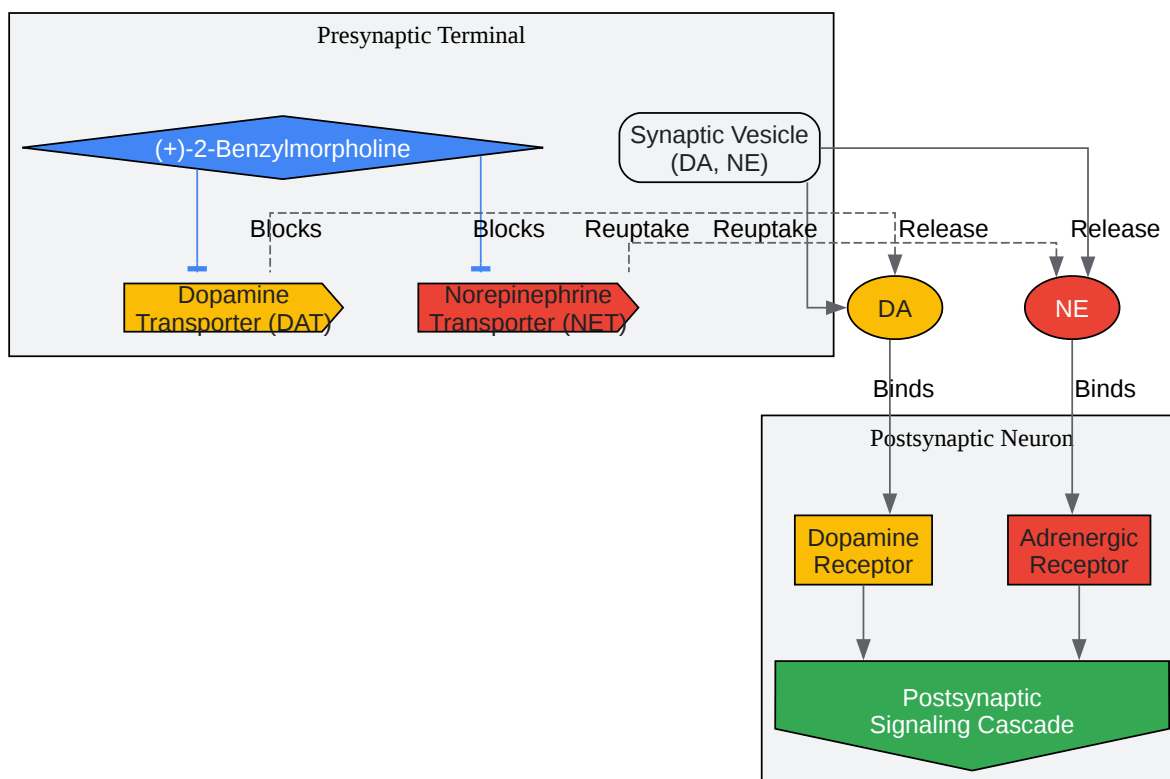 Presynaptic Terminal
(+)-2-Benzylmorpholine
Synaptic Vesicle
(DA, NE)
Blocks
Blocks
Reuptake
Reuptake
Release
Release
Dopamine
Transporter (DAT)
Norepinephrine
Transporter (NET)
DA
NE
Binds
Binds
Postsynaptic Neuron
Dopamine
Receptor
Adrenergic
Receptor
Postsynaptic
Signaling Cascade